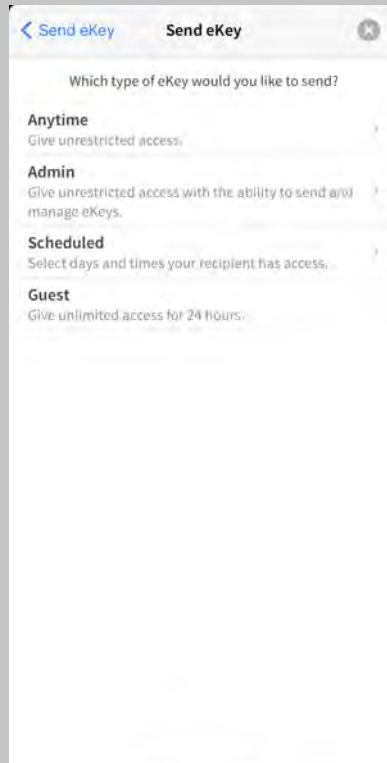 Send eKey
Send eKey
Which type of eKey would you like to send?
Anytime
Give unrestricted access.
Admin
Give unrestricted access with the ability to send and
manage eKeys.
Scheduled
Select days and times your recipient has access.
Guest
Give unlimited access for 24 hours.